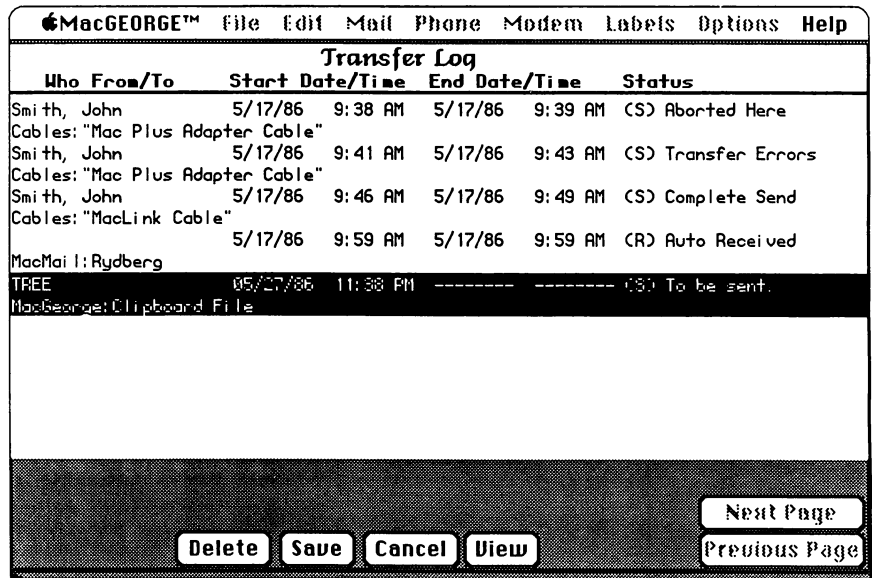 MacGEORGE™ File Edit Mail Phone Modem Labels Options Help
Transfer Log
Who From/To Start Date/Time End Date/Time Status
Smith, John 5/17/86 9:38 AM 5/17/86 9:39 AM (S) Aborted Here
Cables:"Mac Plus Adapter Cable"
Smith, John 5/17/86 9:41 AM 5/17/86 9:43 AM (S) Transfer Errors
Cables:"Mac Plus Adapter Cable"
Smith, John 5/17/86 9:46 AM 5/17/86 9:49 AM (S) Complete Send
Cables:"MacLink Cable"
5/17/86 9:59 AM 5/17/86 9:59 AM (R) Auto Received
MacMail:Rydberg
TREE 05/27/86 11:38 PM -------- -------- (S) To be sent.
MacGeorge:Clipboard File
Next Page
Delete Save Cancel View Previous Page